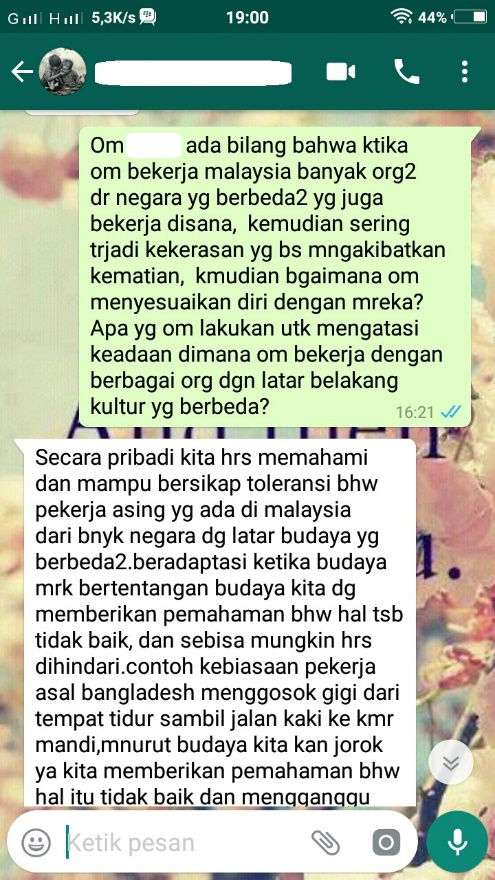 G H 5,3K/s 19:00 44%
Om ada bilang bahwa ktika
om bekerja malaysia banyak org2
dr negara yg berbeda2 yg juga
bekerja disana, kemudian sering
trjadi kekerasan yg bs mngakibatkan
kematian, kmudian bgaimana om
menyesuaikan diri dengan mreka?
Apa yg om lakukan utk mengatasi
keadaan dimana om bekerja dengan
berbagai org dgn latar belakang
kultur yg berbeda?
16:21
Secara pribadi kita hrs memahami
dan mampu bersikap toleransi bhw
pekerja asing yg ada di malaysia
dari bnyk negara dg latar budaya yg
berbeda2.beradaptasi ketika budaya
mrk bertentangan budaya kita dg
memberikan pemahaman bhw hal tsb
tidak baik, dan sebisa mungkin hrs
dihindari.contoh kebiasaan pekerja
asal bangladesh menggosok gigi dari
tempat tidur sambil jalan kaki ke kmr
mandi,mnurut budaya kita kan jorok
ya kita memberikan pemahaman bhw
hal itu tidak baik dan mengganggu
Ketik pesan